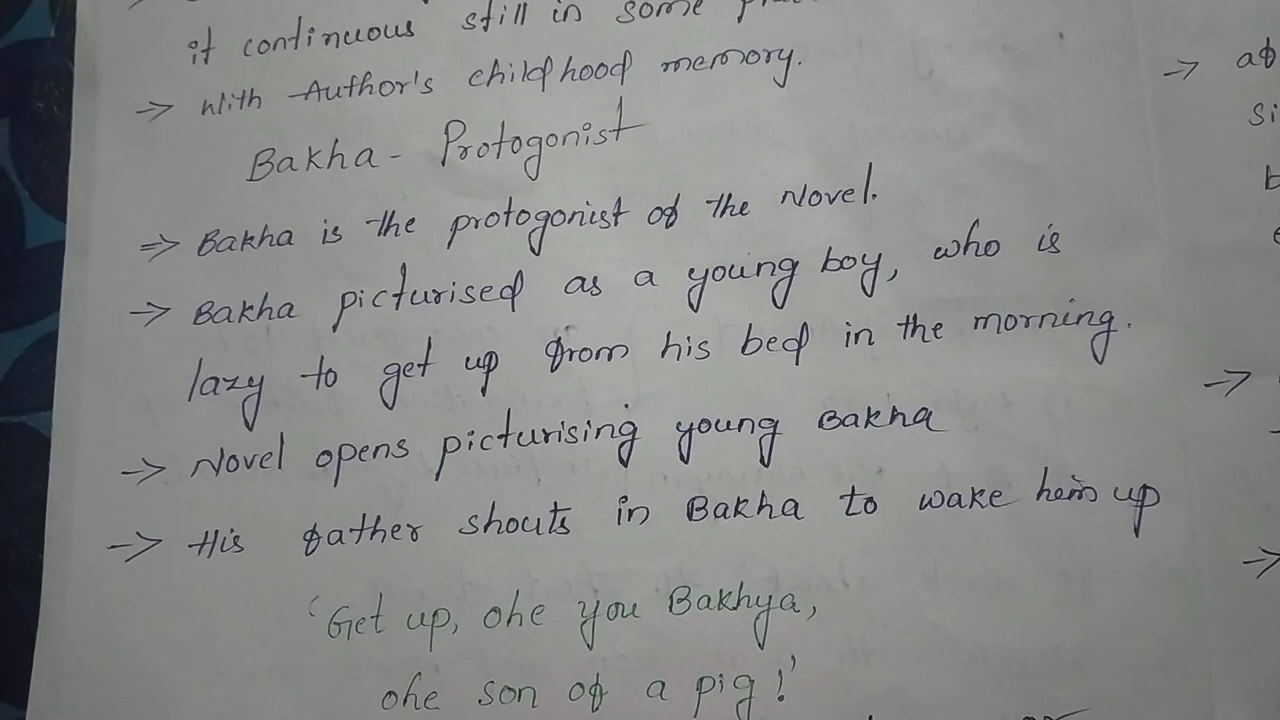 if continuous still in some
→ With Author's childhood memory.
Bakha - Protogonist
⇒ Bakha is the protogonist of the Novel.
→ Bakha picturised as a young boy, who is
lazy to get up from his bed in the morning.
→ Novel opens picturising young Bakha
→ His father shouts in Bakha to wake him up
'Get up, ohe you Bakhya,
ohe son of a pig!'
→
→
→